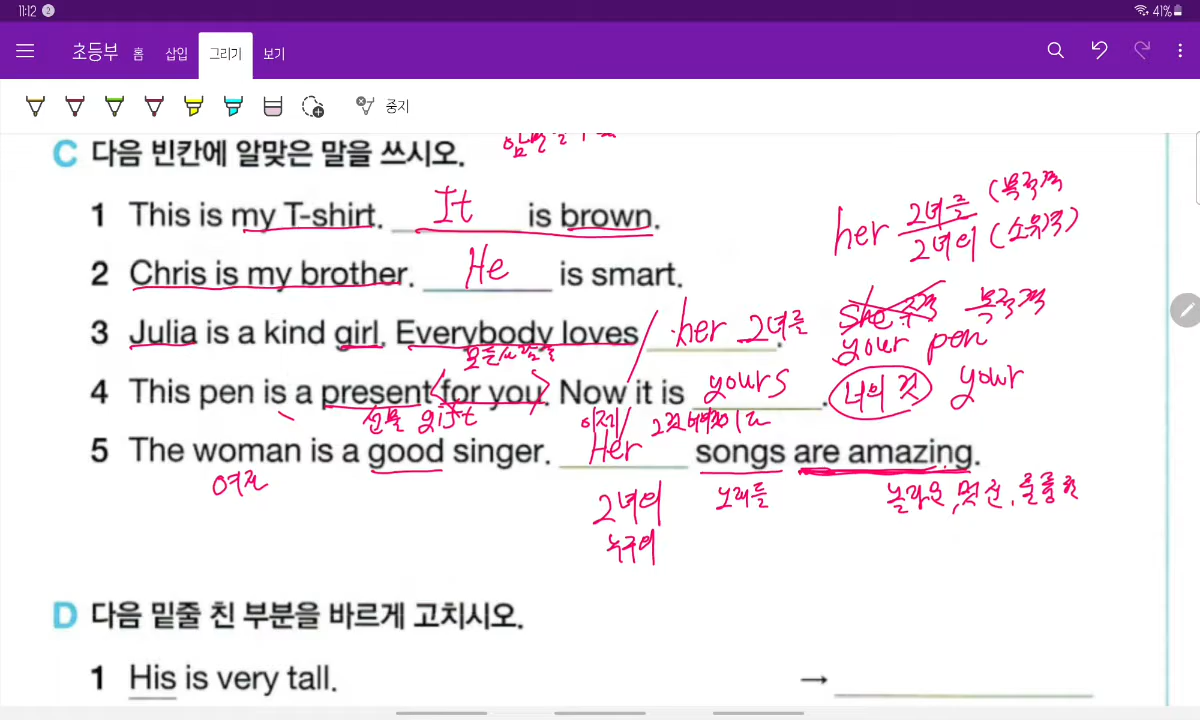 11:12 2 41%
초등부 홈 삽입 그리기 보기
중지
C 다음 빈칸에 알맞은 말을 쓰시오.
1 This is my T-shirt. It is brown.
her 그녀를 (목적격
그녀의 (소유격)
2 Chris is my brother. He is smart.
3 Julia is a kind girl. Everybody loves her 그녀를.
she 주격 목적격
your pen
모든사람들
4 This pen is a present for you. Now it is yours. 너의 것 your
선물 gift 이제
5 The woman is a good singer. Her songs are amazing.
여자 그녀의 노래들 놀라운, 멋진, 훌륭한
누구의
D 다음 밑줄 친 부분을 바르게 고치시오.
1 His is very tall. →